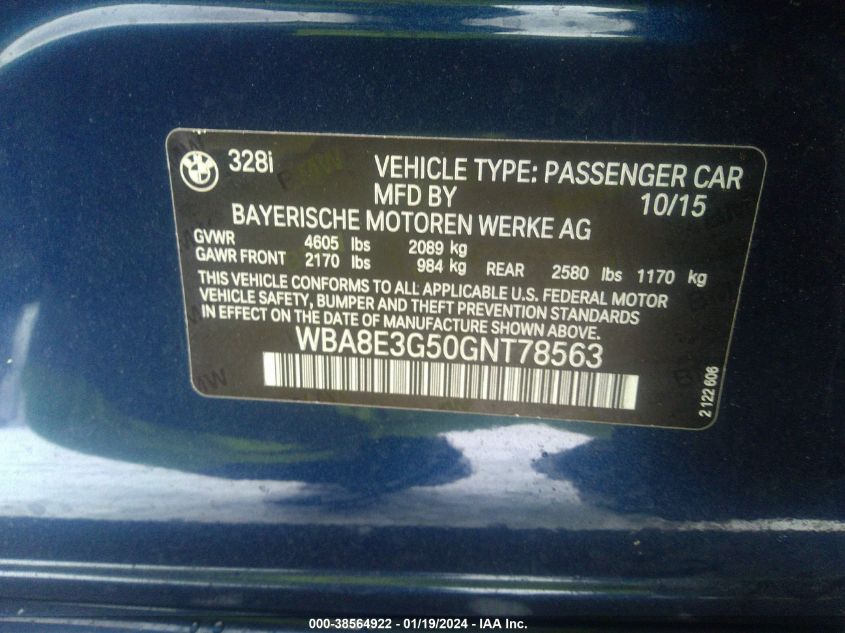 328i VEHICLE TYPE: PASSENGER CAR
MFD BY 10/15
BAYERISCHE MOTOREN WERKE AG
GVWR 4605 lbs 2089 kg
GAWR FRONT 2170 lbs 984 kg REAR 2580 lbs 1170 kg
THIS VEHICLE CONFORMS TO ALL APPLICABLE U.S. FEDERAL MOTOR
VEHICLE SAFETY, BUMPER AND THEFT PREVENTION STANDARDS
IN EFFECT ON THE DATE OF MANUFACTURE SHOWN ABOVE.
WBA8E3G50GNT78563
2 122 606
000-38564922 - 01/19/2024 - IAA Inc.